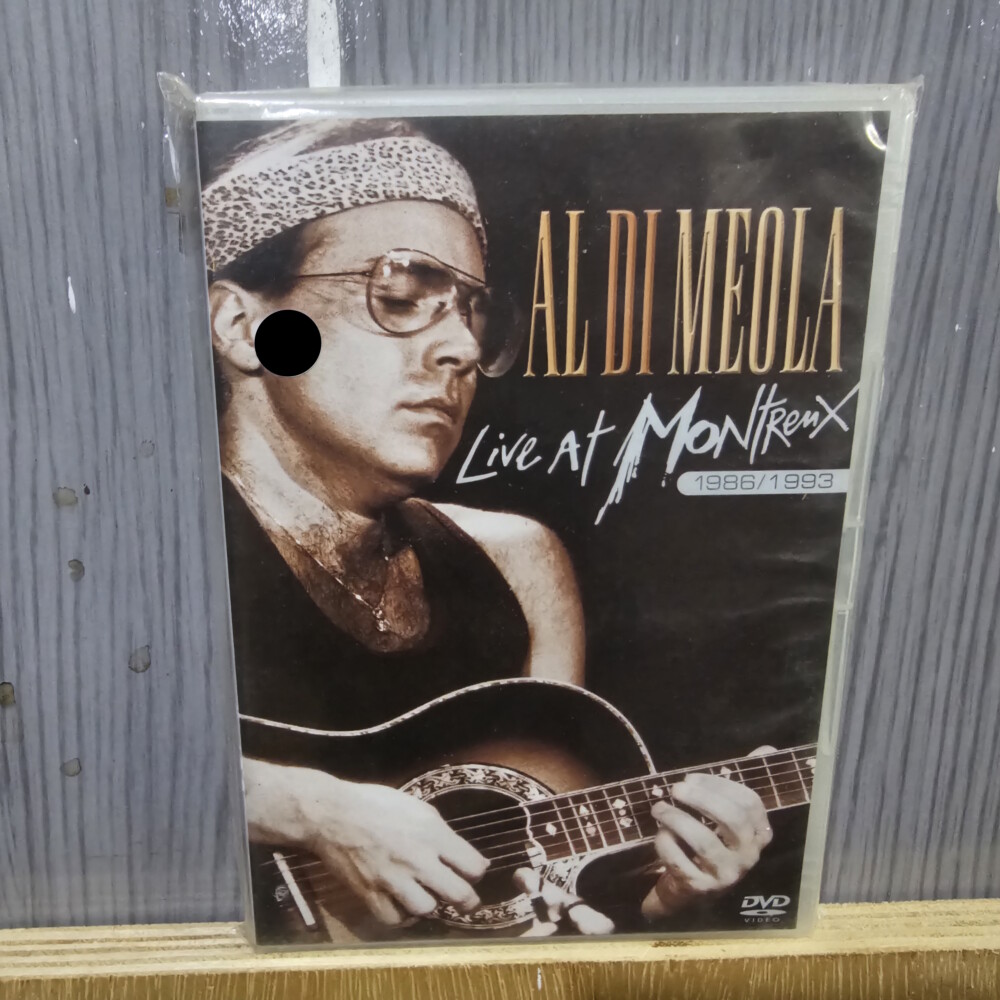 AL DI MEOLA
Live At Montreux
1986/1993
DVD
VIDEO